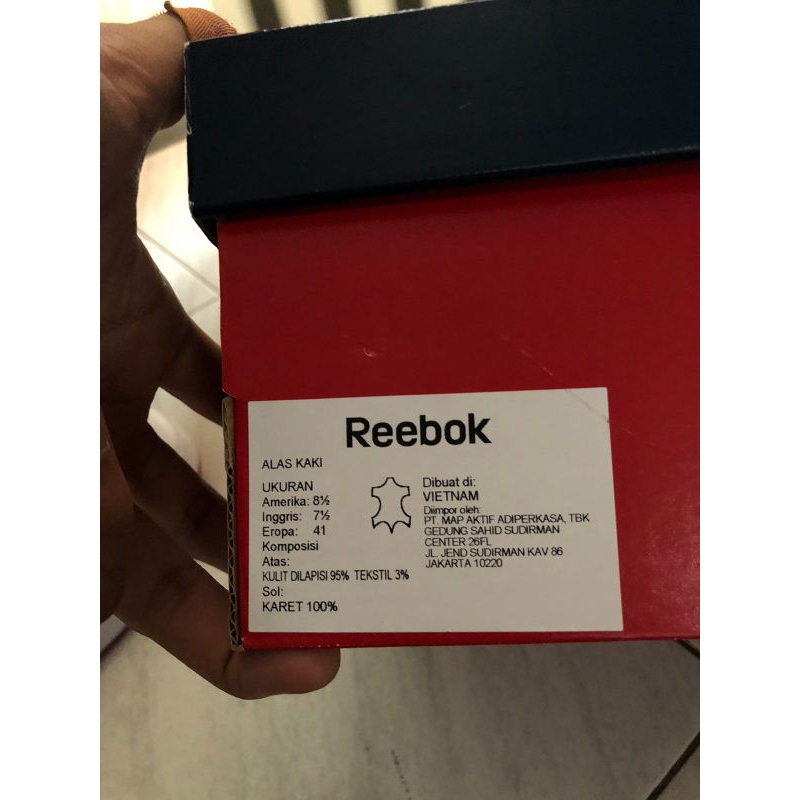 Reebok
ALAS KAKI
UKURAN
Amerika: 8½
Inggris: 7½
Eropa: 41
Komposisi
Atas:
KULIT DILAPISI 95% TEKSTIL 3%
Sol:
KARET 100%
Dibuat di:
VIETNAM
Diimpor oleh:
PT. MAP AKTIF ADIPERKASA, TBK
GEDUNG SAHID SUDIRMAN
CENTER 26FL
JL. JEND SUDIRMAN KAV 86
JAKARTA 10220